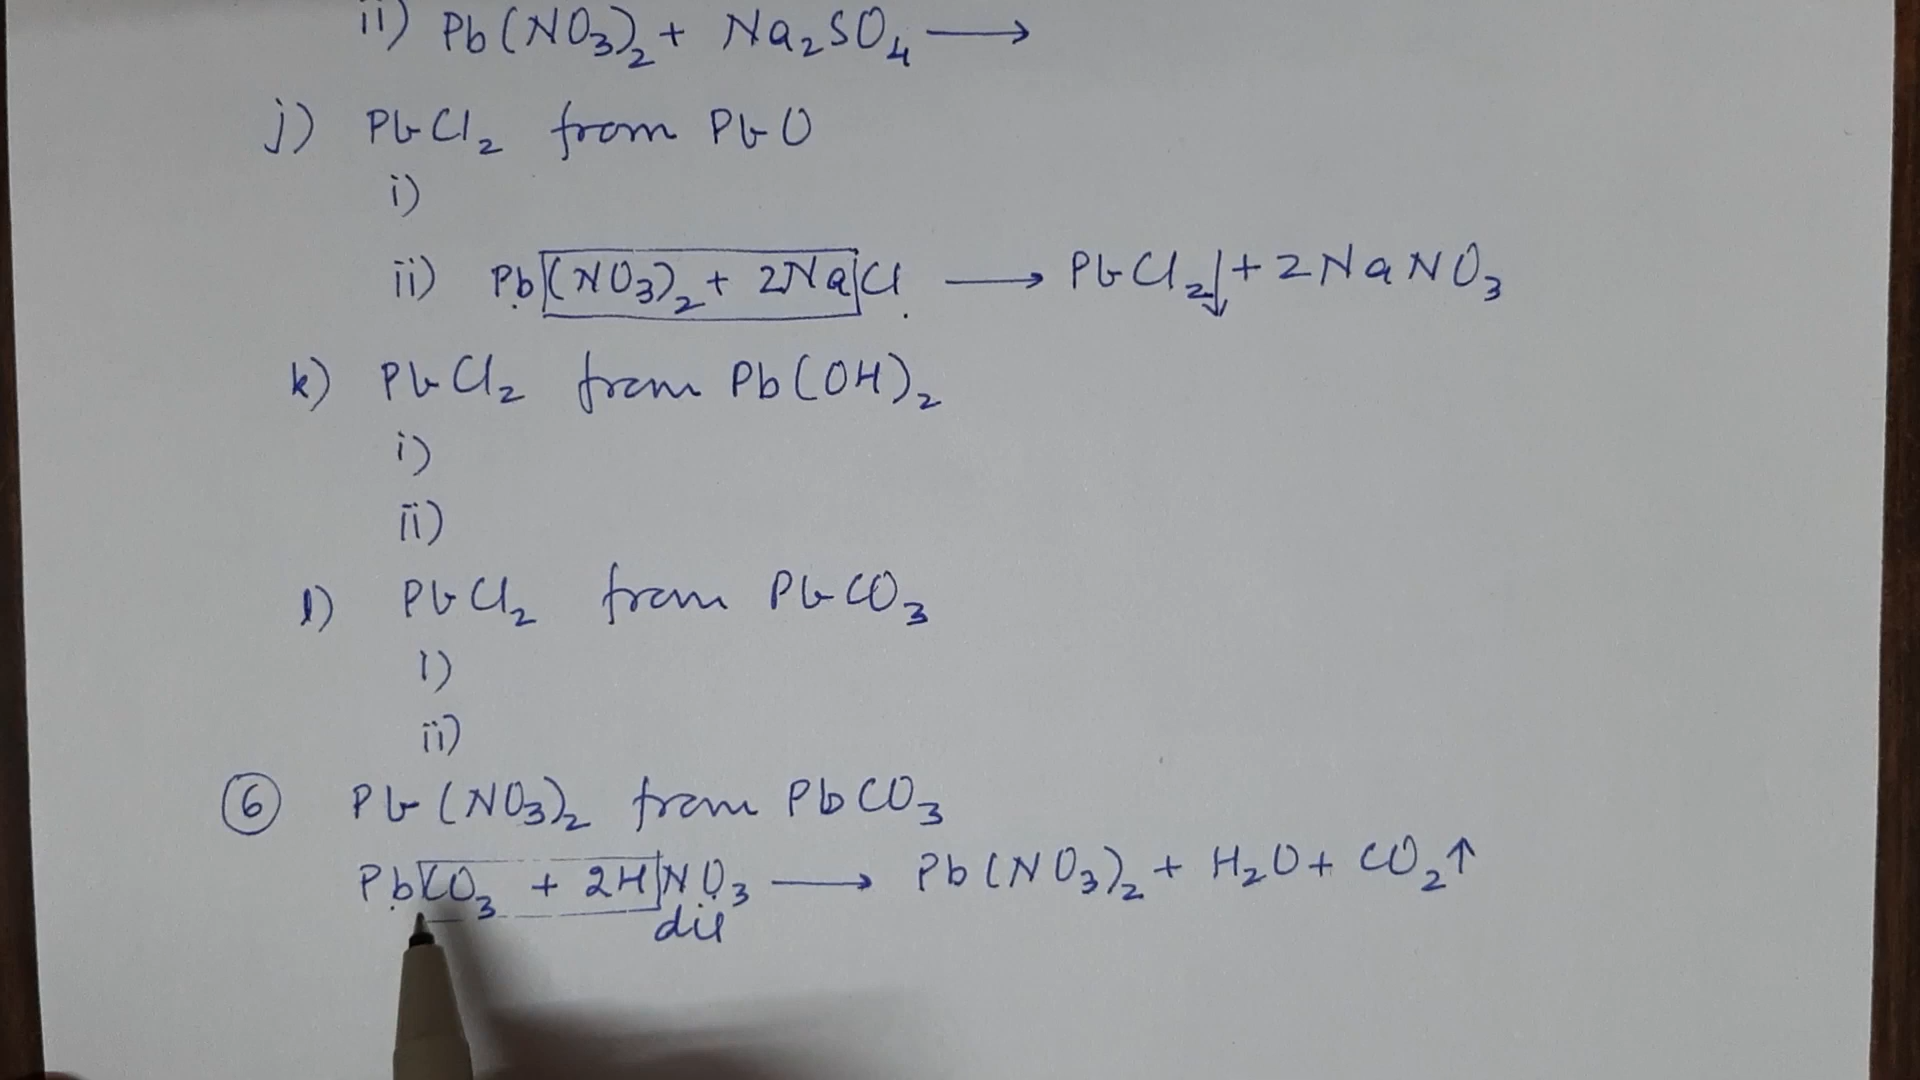 ii) Pb(NO₃)₂ + Na₂SO₄ ⟶
j) PbCl₂ from PbO
i)
ii) Pb(NO₃)₂ + 2NaCl ⟶ PbCl₂↓ + 2NaNO₃
k) PbCl₂ from Pb(OH)₂
i)
ii)
l) PbCl₂ from PbCO₃
i)
ii)
⑥ Pb(NO₃)₂ from PbCO₃
PbCO₃ + 2HNO₃ ⟶ Pb(NO₃)₂ + H₂O + CO₂↑
dil